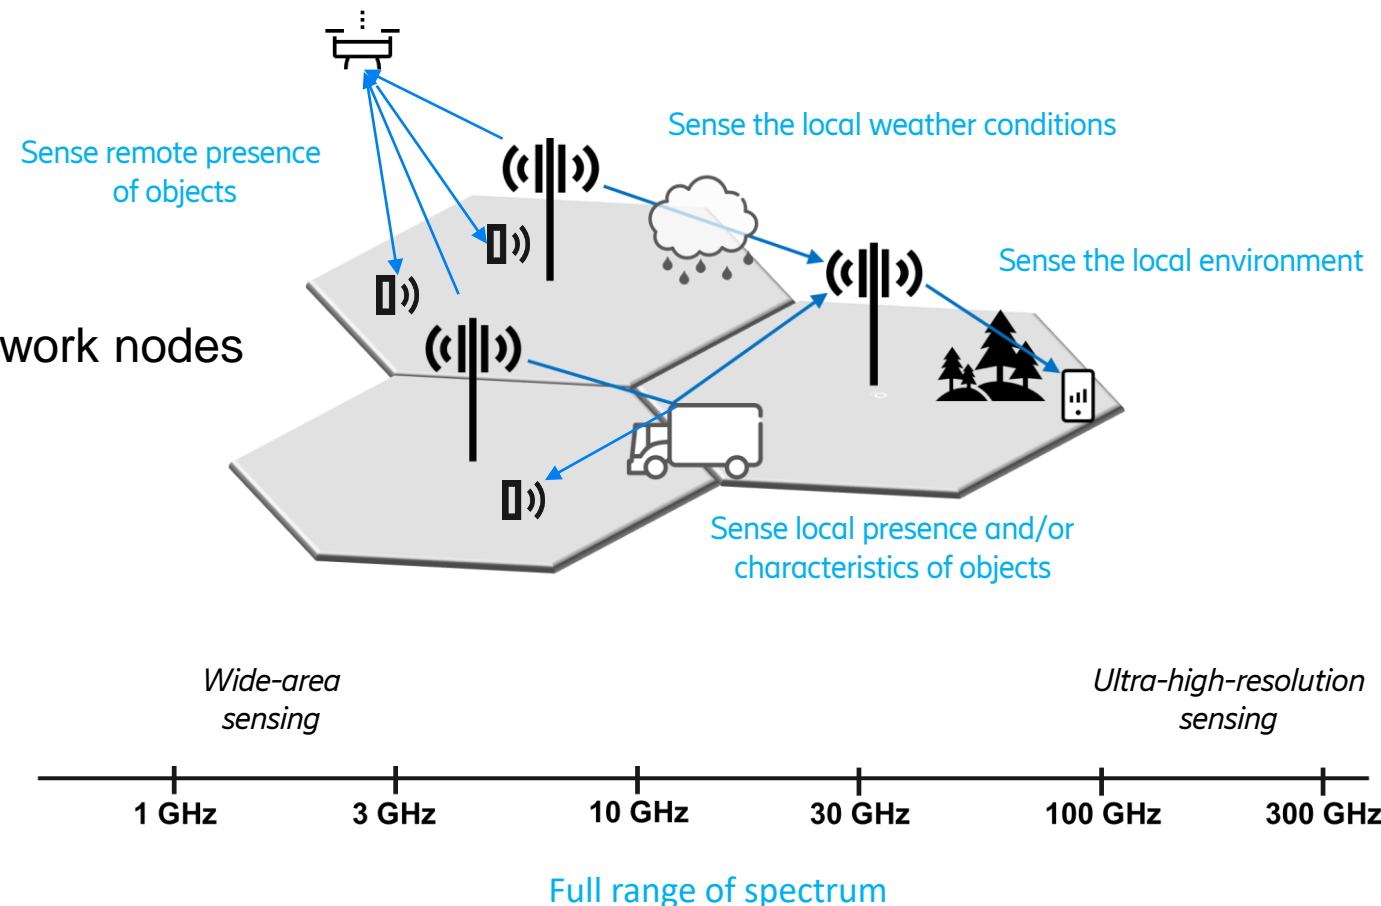 Sense the local weather conditions
Sense remote presence
of objects
Sense the local environment
work nodes
Sense local presence and/or
characteristics of objects
Wide-area
sensing
Ultra-high-resolution
sensing
1 GHz
3 GHz
10 GHz
30 GHz
100 GHz
300 GHz
Full range of spectrum